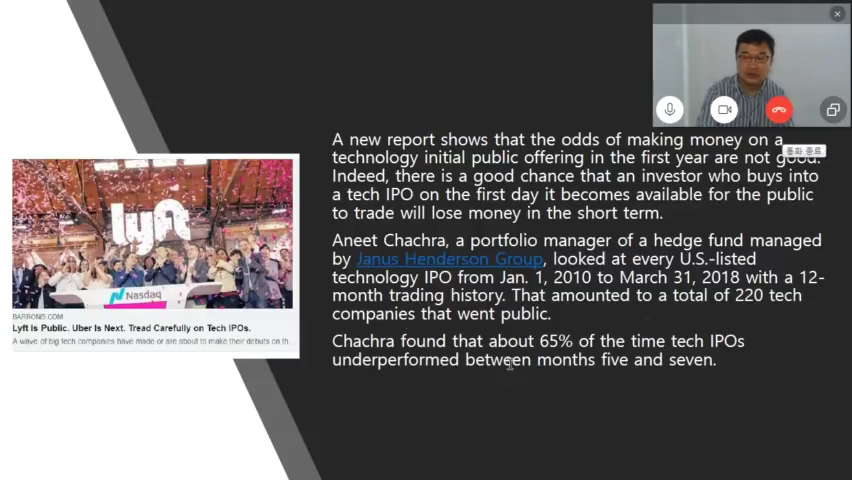 A new report shows that the odds of making money on a
technology initial public offering in the first year are not good.
Indeed, there is a good chance that an investor who buys into
a tech IPO on the first day it becomes available for the public
to trade will lose money in the short term.
Aneet Chachra, a portfolio manager of a hedge fund managed
by Janus Henderson Group, looked at every U.S.-listed
technology IPO from Jan. 1, 2010 to March 31, 2018 with a 12-
month trading history. That amounted to a total of 220 tech
companies that went public.
Chachra found that about 65% of the time tech IPOs
underperformed between months five and seven.
통화 종료
lyft
Nasdaq
BARRONS.COM
Lyft Is Public. Uber Is Next. Tread Carefully on Tech IPOs.
A wave of big tech companies have made or are about to make their debuts on th...